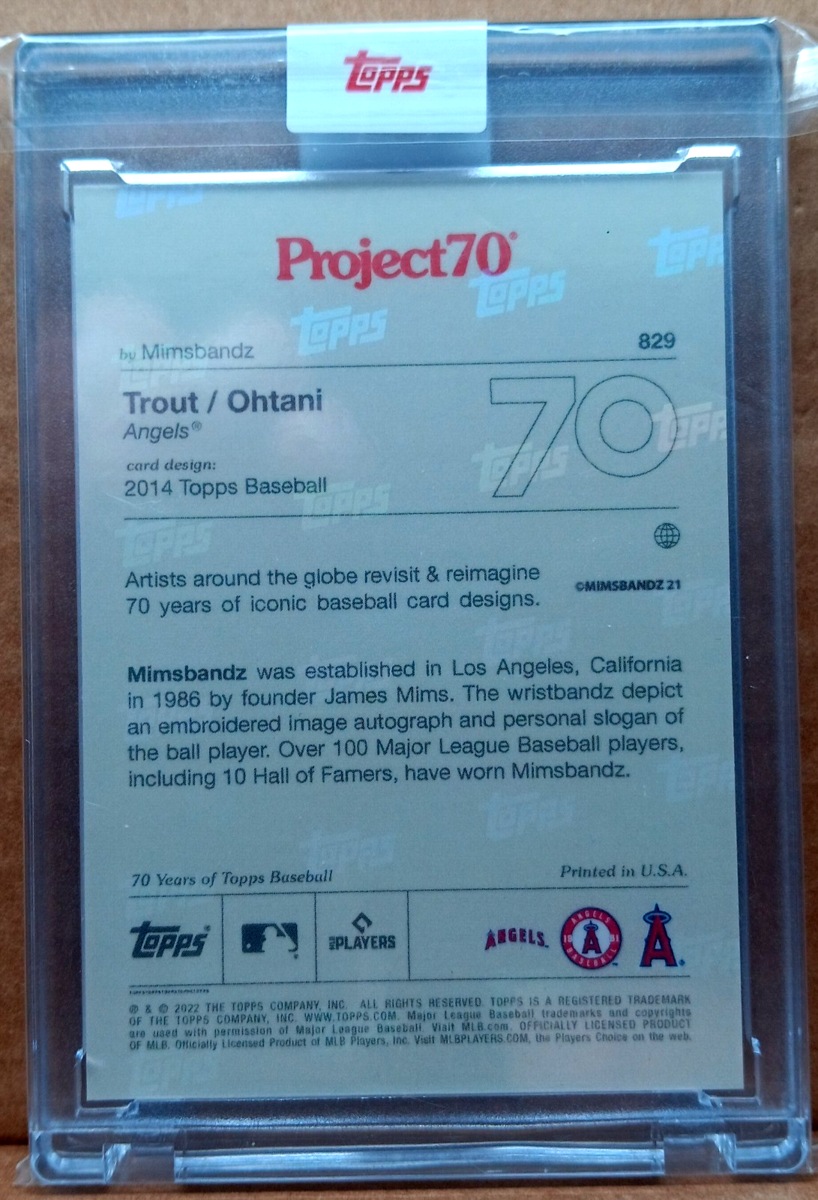 Topps
Project70®
by Mimsbandz
829
Trout / Ohtani
Angels®
card design:
2014 Topps Baseball
70
Artists around the globe revisit & reimagine
70 years of iconic baseball card designs.
©MIMSBANDZ 21
Mimsbandz was established in Los Angeles, California
in 1986 by founder James Mims. The wristbandz depict
an embroidered image autograph and personal slogan of
the ball player. Over 100 Major League Baseball players,
including 10 Hall of Famers, have worn Mimsbandz.
70 Years of Topps Baseball
Printed in U.S.A.
Topps®
PLAYERS
ANGELS
ANGELS
BASEBALL
A
A
® & © 2022 THE TOPPS COMPANY, INC. ALL RIGHTS RESERVED. TOPPS IS A REGISTERED TRADEMARK
OF THE TOPPS COMPANY, INC. WWW.TOPPS.COM. Major League Baseball trademarks and copyrights
are used with permission of Major League Baseball. Visit MLB.com. OFFICIALLY LICENSED PRODUCT
OF MLB. Officially Licensed Product of MLB Players, Inc. Visit MLBPLAYERS.COM, the Players Choice on the web.